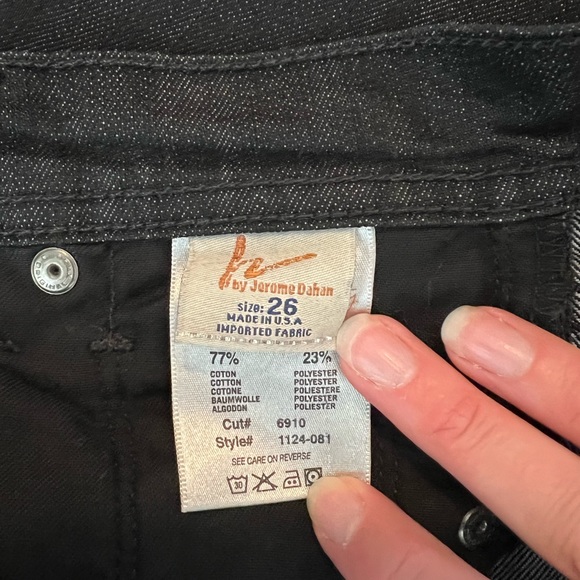 by Jerome Dahan
Size: 26
MADE IN U.S.A
IMPORTED FABRIC
77% 23%
COTON POLYESTER
COTTON POLYESTER
COTONE POLIESTERE
BAUMWOLLE POLYESTER
ALGODON POLIESTER
Cut# 6910
Style# 1124-081
SEE CARE ON REVERSE
30